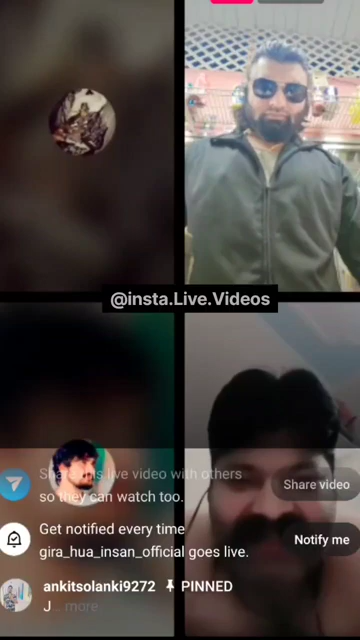 @insta.Live.Videos
Share this live video with others
so they can watch too.
Share video
Get notified every time
gira_hua_insan_official goes live.
Notify me
ankitsolanki9272 PINNED
J... more